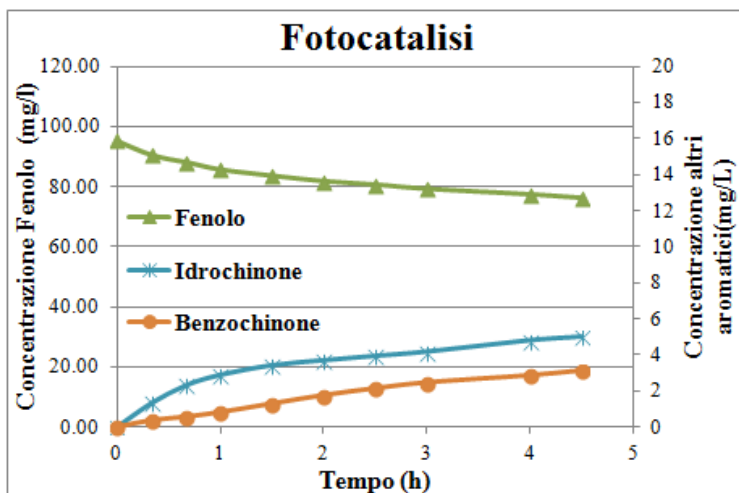 Fotocatalisi
120.00
100.00
80.00
60.00
40.00
20.00
0.00
Concentrazione Fenolo (mg/l)
20
18
16
14
12
10
8
6
4
2
0
Concentrazione altri
aromatici(mg/L)
Fenolo
Idrochinone
Benzochinone
0 1 2 3 4 5
Tempo (h)